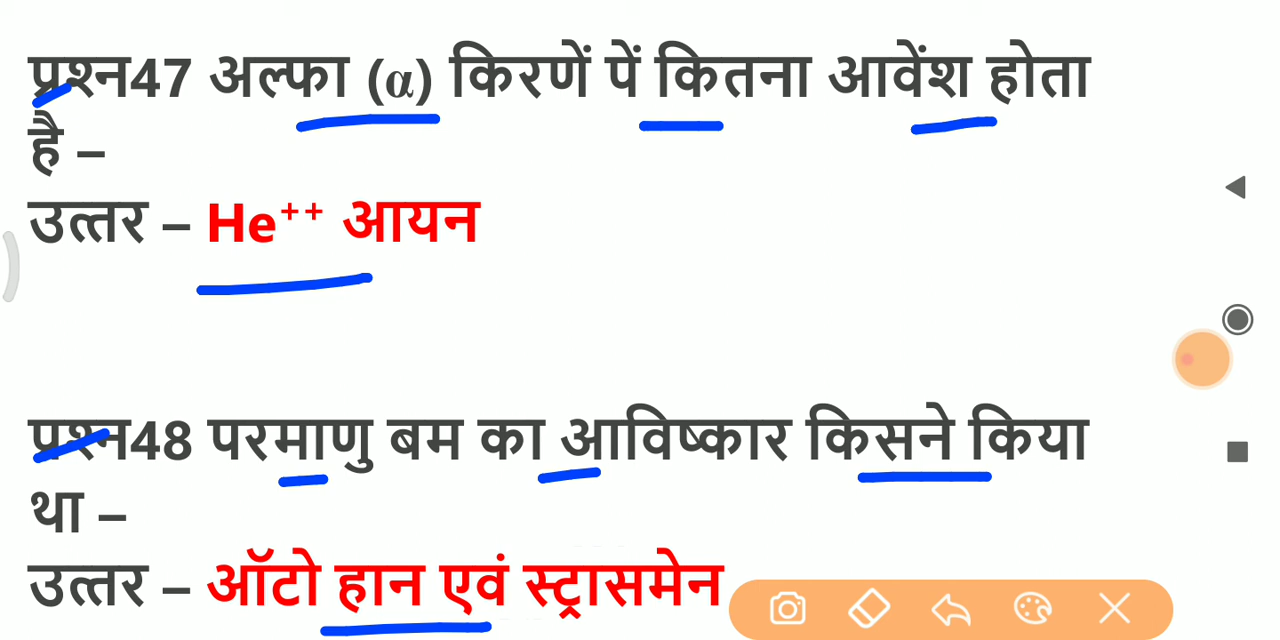 प्रश्न47 अल्फा (α) किरणें पें कितना आवेंश होता
है –
उत्तर – He⁺⁺ आयन
प्रश्न48 परमाणु बम का आविष्कार किसने किया
था –
उत्तर – ऑटो हान एवं स्ट्रासमेन